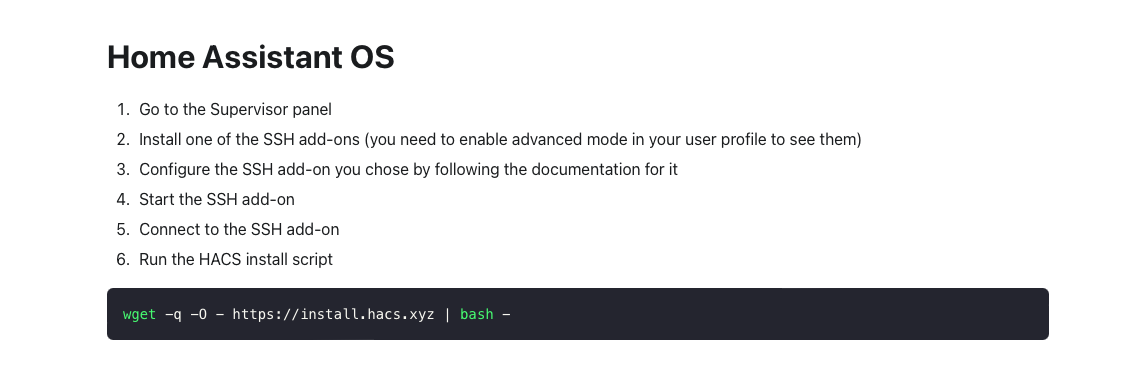 Home Assistant OS
1. Go to the Supervisor panel
2. Install one of the SSH add-ons (you need to enable advanced mode in your user profile to see them)
3. Configure the SSH add-on you chose by following the documentation for it
4. Start the SSH add-on
5. Connect to the SSH add-on
6. Run the HACS install script
wget -q -O - https://install.hacs.xyz | bash -